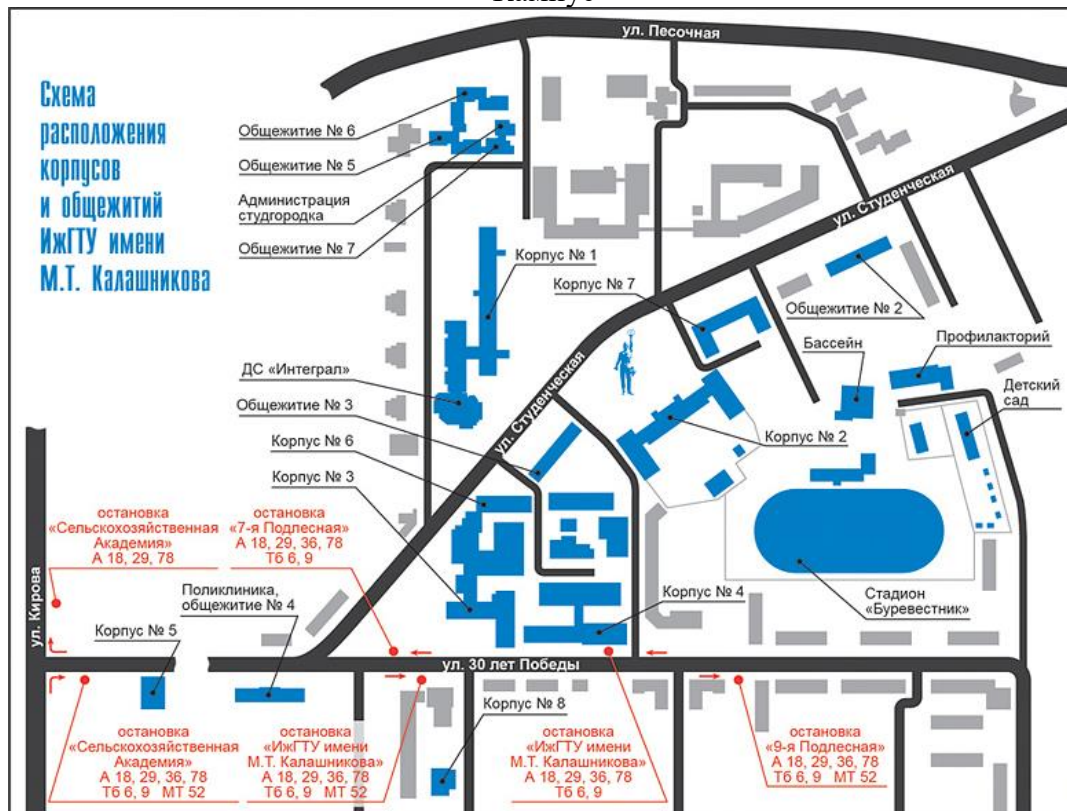 ул. Песочная
Схема
расположения
корпусов
и общежитий
ИжГТУ имени
М.Т. Калашникова
Общежитие № 6
Общежитие № 5
Администрация
студгородка
Общежитие № 7
ул. Студенческая
Корпус № 1
Корпус № 7
Общежитие № 2
Бассейн
Профилакторий
Детский
сад
ДС «Интеграл»
Общежитие № 3
ул. Студенческая
Корпус № 6
Корпус № 2
Корпус № 3
остановка
«Сельскохозяйственная
Академия»
А 18, 29, 78
остановка
«7-я Подлесная»
А 18, 29, 36, 78
Тб 6, 9
ул. Кирова
Поликлиника,
общежитие № 4
Корпус № 4
Стадион
«Буревестник»
Корпус № 5
ул. 30 лет Победы
Корпус № 8
остановка
«Сельскохозяйственная
Академия»
А 18, 29, 36, 78
Тб 6, 9 МТ 52
остановка
«ИжГТУ имени
М.Т. Калашникова»
А 18, 29, 36, 78
Тб 6, 9 МТ 52
остановка
«ИжГТУ имени
М.Т. Калашникова»
А 18, 29, 36, 78
Тб 6, 9
остановка
«9-я Подлесная»
А 18, 29, 36, 78
Тб 6, 9 МТ 52